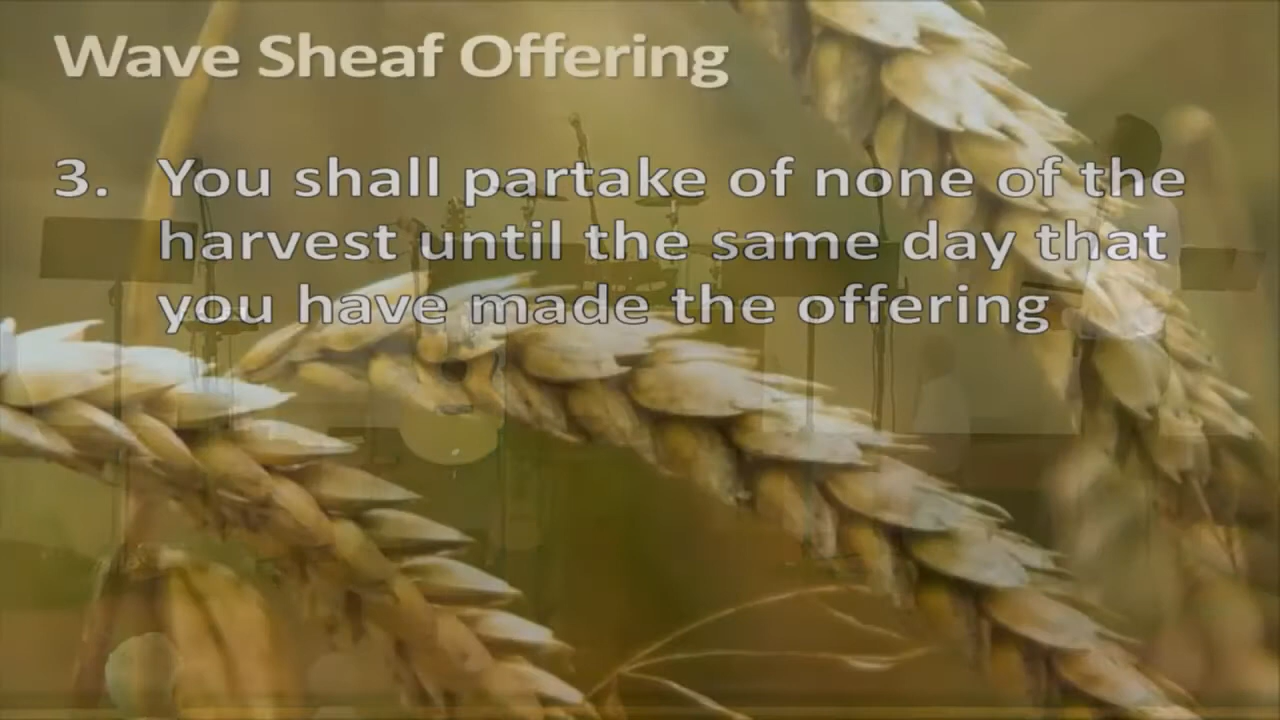 Wave Sheaf Offering
3. You shall partake of none of the
harvest until the same day that
you have made the offering